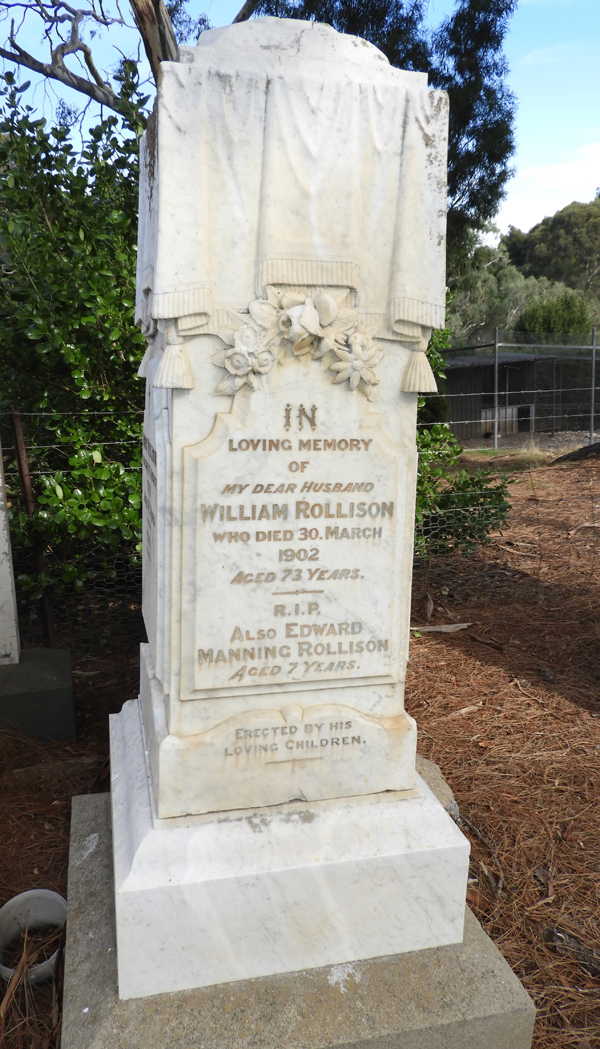 IN
LOVING MEMORY
OF
MY DEAR HUSBAND
WILLIAM ROLLISON
WHO DIED 30. MARCH
1902
AGED 73 YEARS.
R.I.P.
ALSO EDWARD
MANNING ROLLISON
AGED 7 YEARS.
ERECTED BY HIS
LOVING CHILDREN.